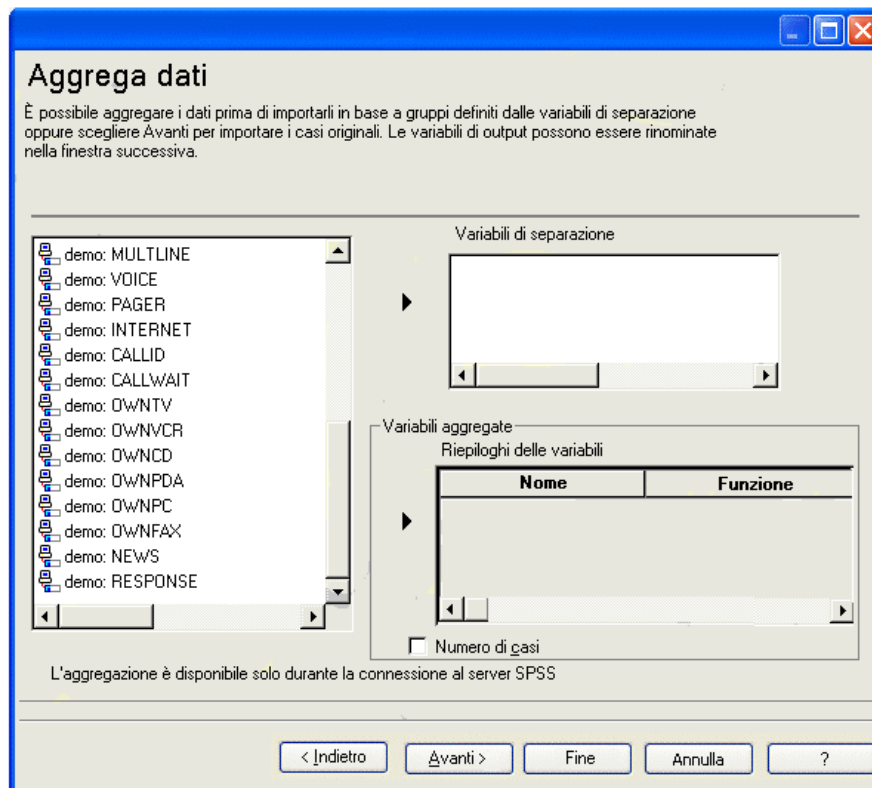 Aggrega dati
È possibile aggregare i dati prima di importarli in base a gruppi definiti dalle variabili di separazione
oppure scegliere Avanti per importare i casi originali. Le variabili di output possono essere rinominate
nella finestra successiva.
demo: MULTLINE
demo: VOICE
demo: PAGER
demo: INTERNET
demo: CALLID
demo: CALLWAIT
demo: OWNTV
demo: OWNVCR
demo: OWNCD
demo: OWNPDA
demo: OWNPC
demo: OWNFAX
demo: NEWS
demo: RESPONSE
Variabili di separazione
Variabili aggregate
Riepiloghi delle variabili
Nome Funzione
Numero di casi
L'aggregazione è disponibile solo durante la connessione al server SPSS
< Indietro Avanti > Fine Annulla ?